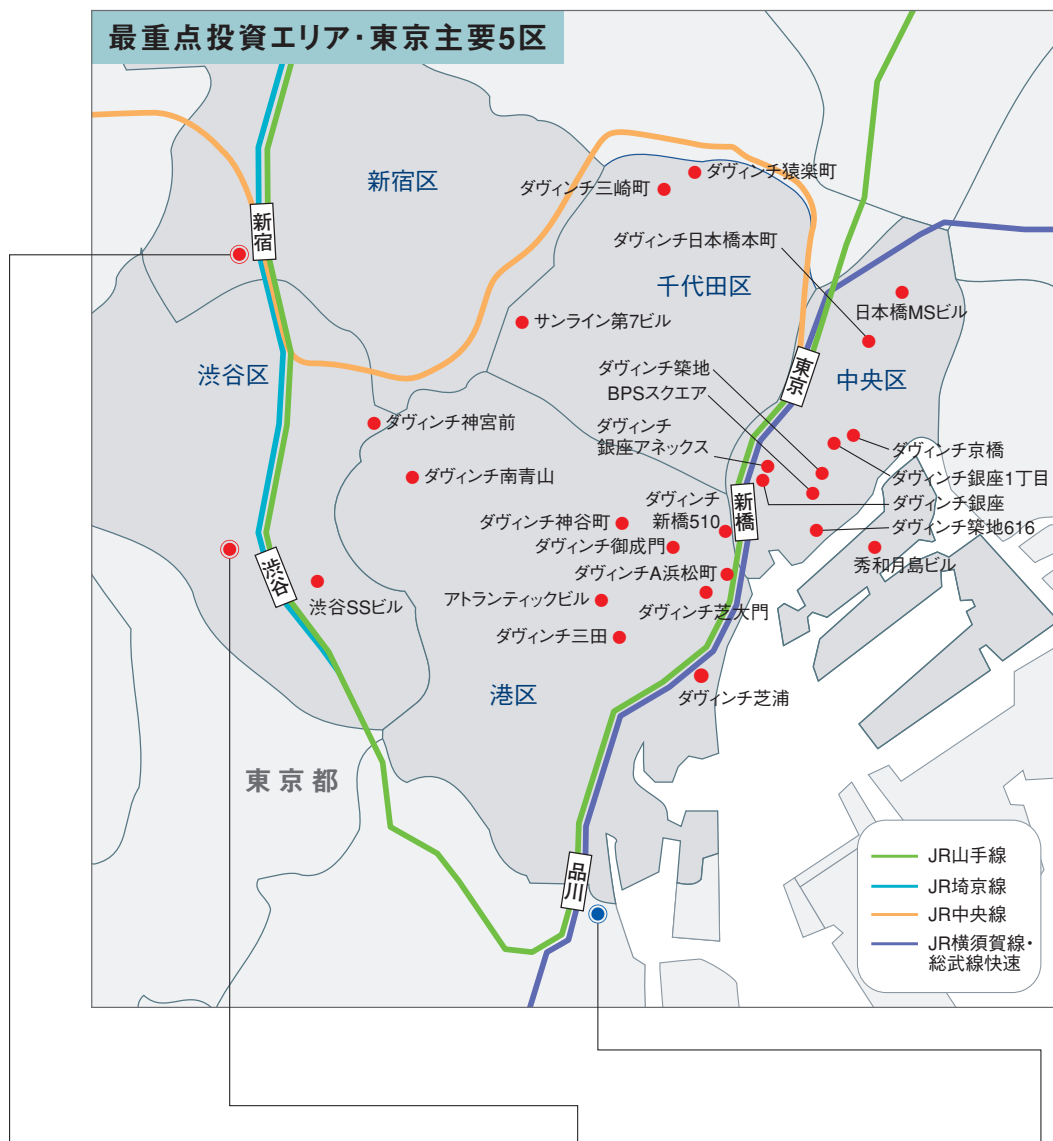 最重点投資エリア・東京主要5区
新宿区
ダヴィンチ猿楽町
ダヴィンチ三崎町
新宿
ダヴィンチ日本橋本町
千代田区
日本橋MSビル
サンライン第7ビル
東京
渋谷区
ダヴィンチ築地
中央区
BPSスクエア
ダヴィンチ神宮前
ダヴィンチ
銀座アネックス
ダヴィンチ京橋
ダヴィンチ南青山
ダヴィンチ銀座1丁目
ダヴィンチ
新橋510
新橋
ダヴィンチ銀座
ダヴィンチ神谷町
ダヴィンチ築地616
ダヴィンチ御成門
秀和月島ビル
渋谷
ダヴィンチA浜松町
渋谷SSビル
アトランティックビル
ダヴィンチ芝大門
ダヴィンチ三田
港区
ダヴィンチ芝浦
東京都
品川
JR山手線
JR埼京線
JR中央線
JR横須賀線・
総武線快速